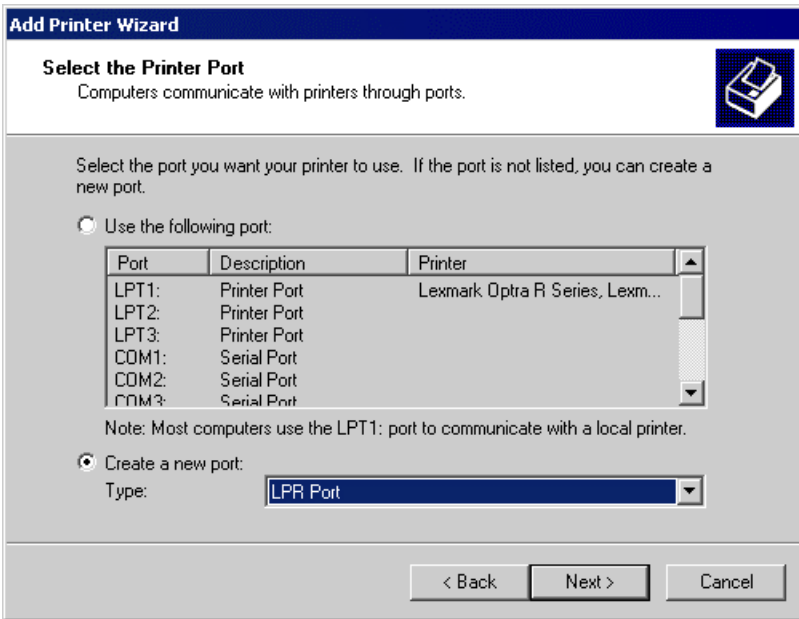 Add Printer Wizard
Select the Printer Port
Computers communicate with printers through ports.
Select the port you want your printer to use. If the port is not listed, you can create a
new port.
Use the following port:
Port Description Printer
LPT1: Printer Port Lexmark Optra R Series, Lexm...
LPT2: Printer Port
LPT3: Printer Port
COM1: Serial Port
COM2: Serial Port
COM3: Serial Port
Note: Most computers use the LPT1: port to communicate with a local printer.
Create a new port:
Type: LPR Port
< Back Next > Cancel